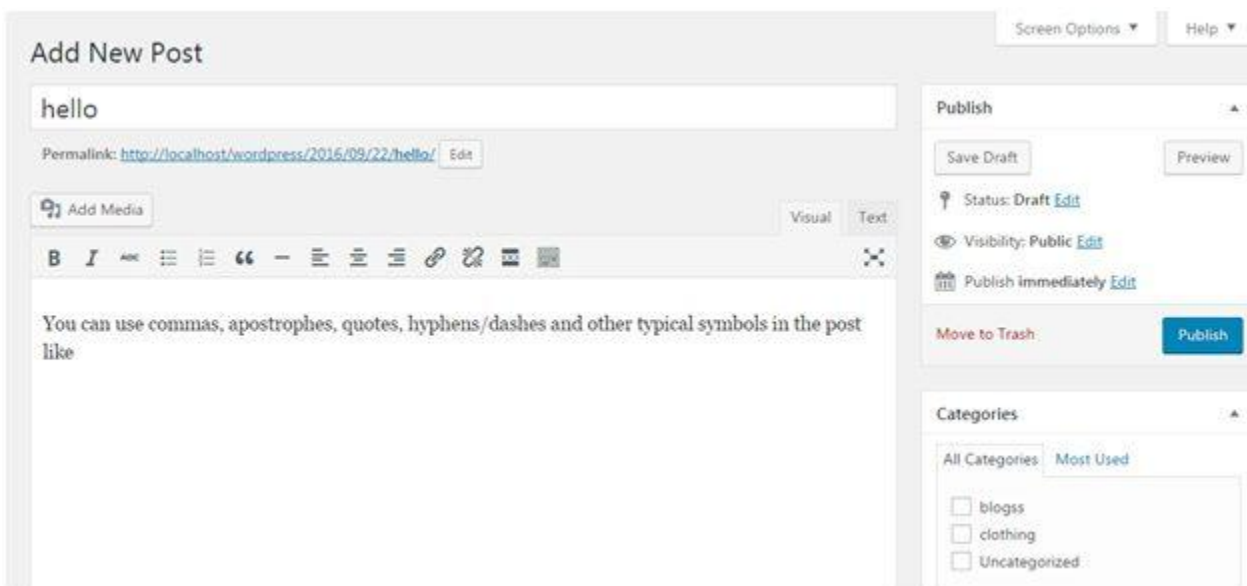 Screen Options
Help
Add New Post
hello
Permalink: http://localhost/wordpress/2016/09/22/hello/ Edit
Add Media
Visual Text
B I ABC
You can use commas, apostrophes, quotes, hyphens/dashes and other typical symbols in the post
like
Publish
Save Draft Preview
Status: Draft Edit
Visibility: Public Edit
Publish immediately Edit
Move to Trash Publish
Categories
All Categories Most Used
blogss
clothing
Uncategorized